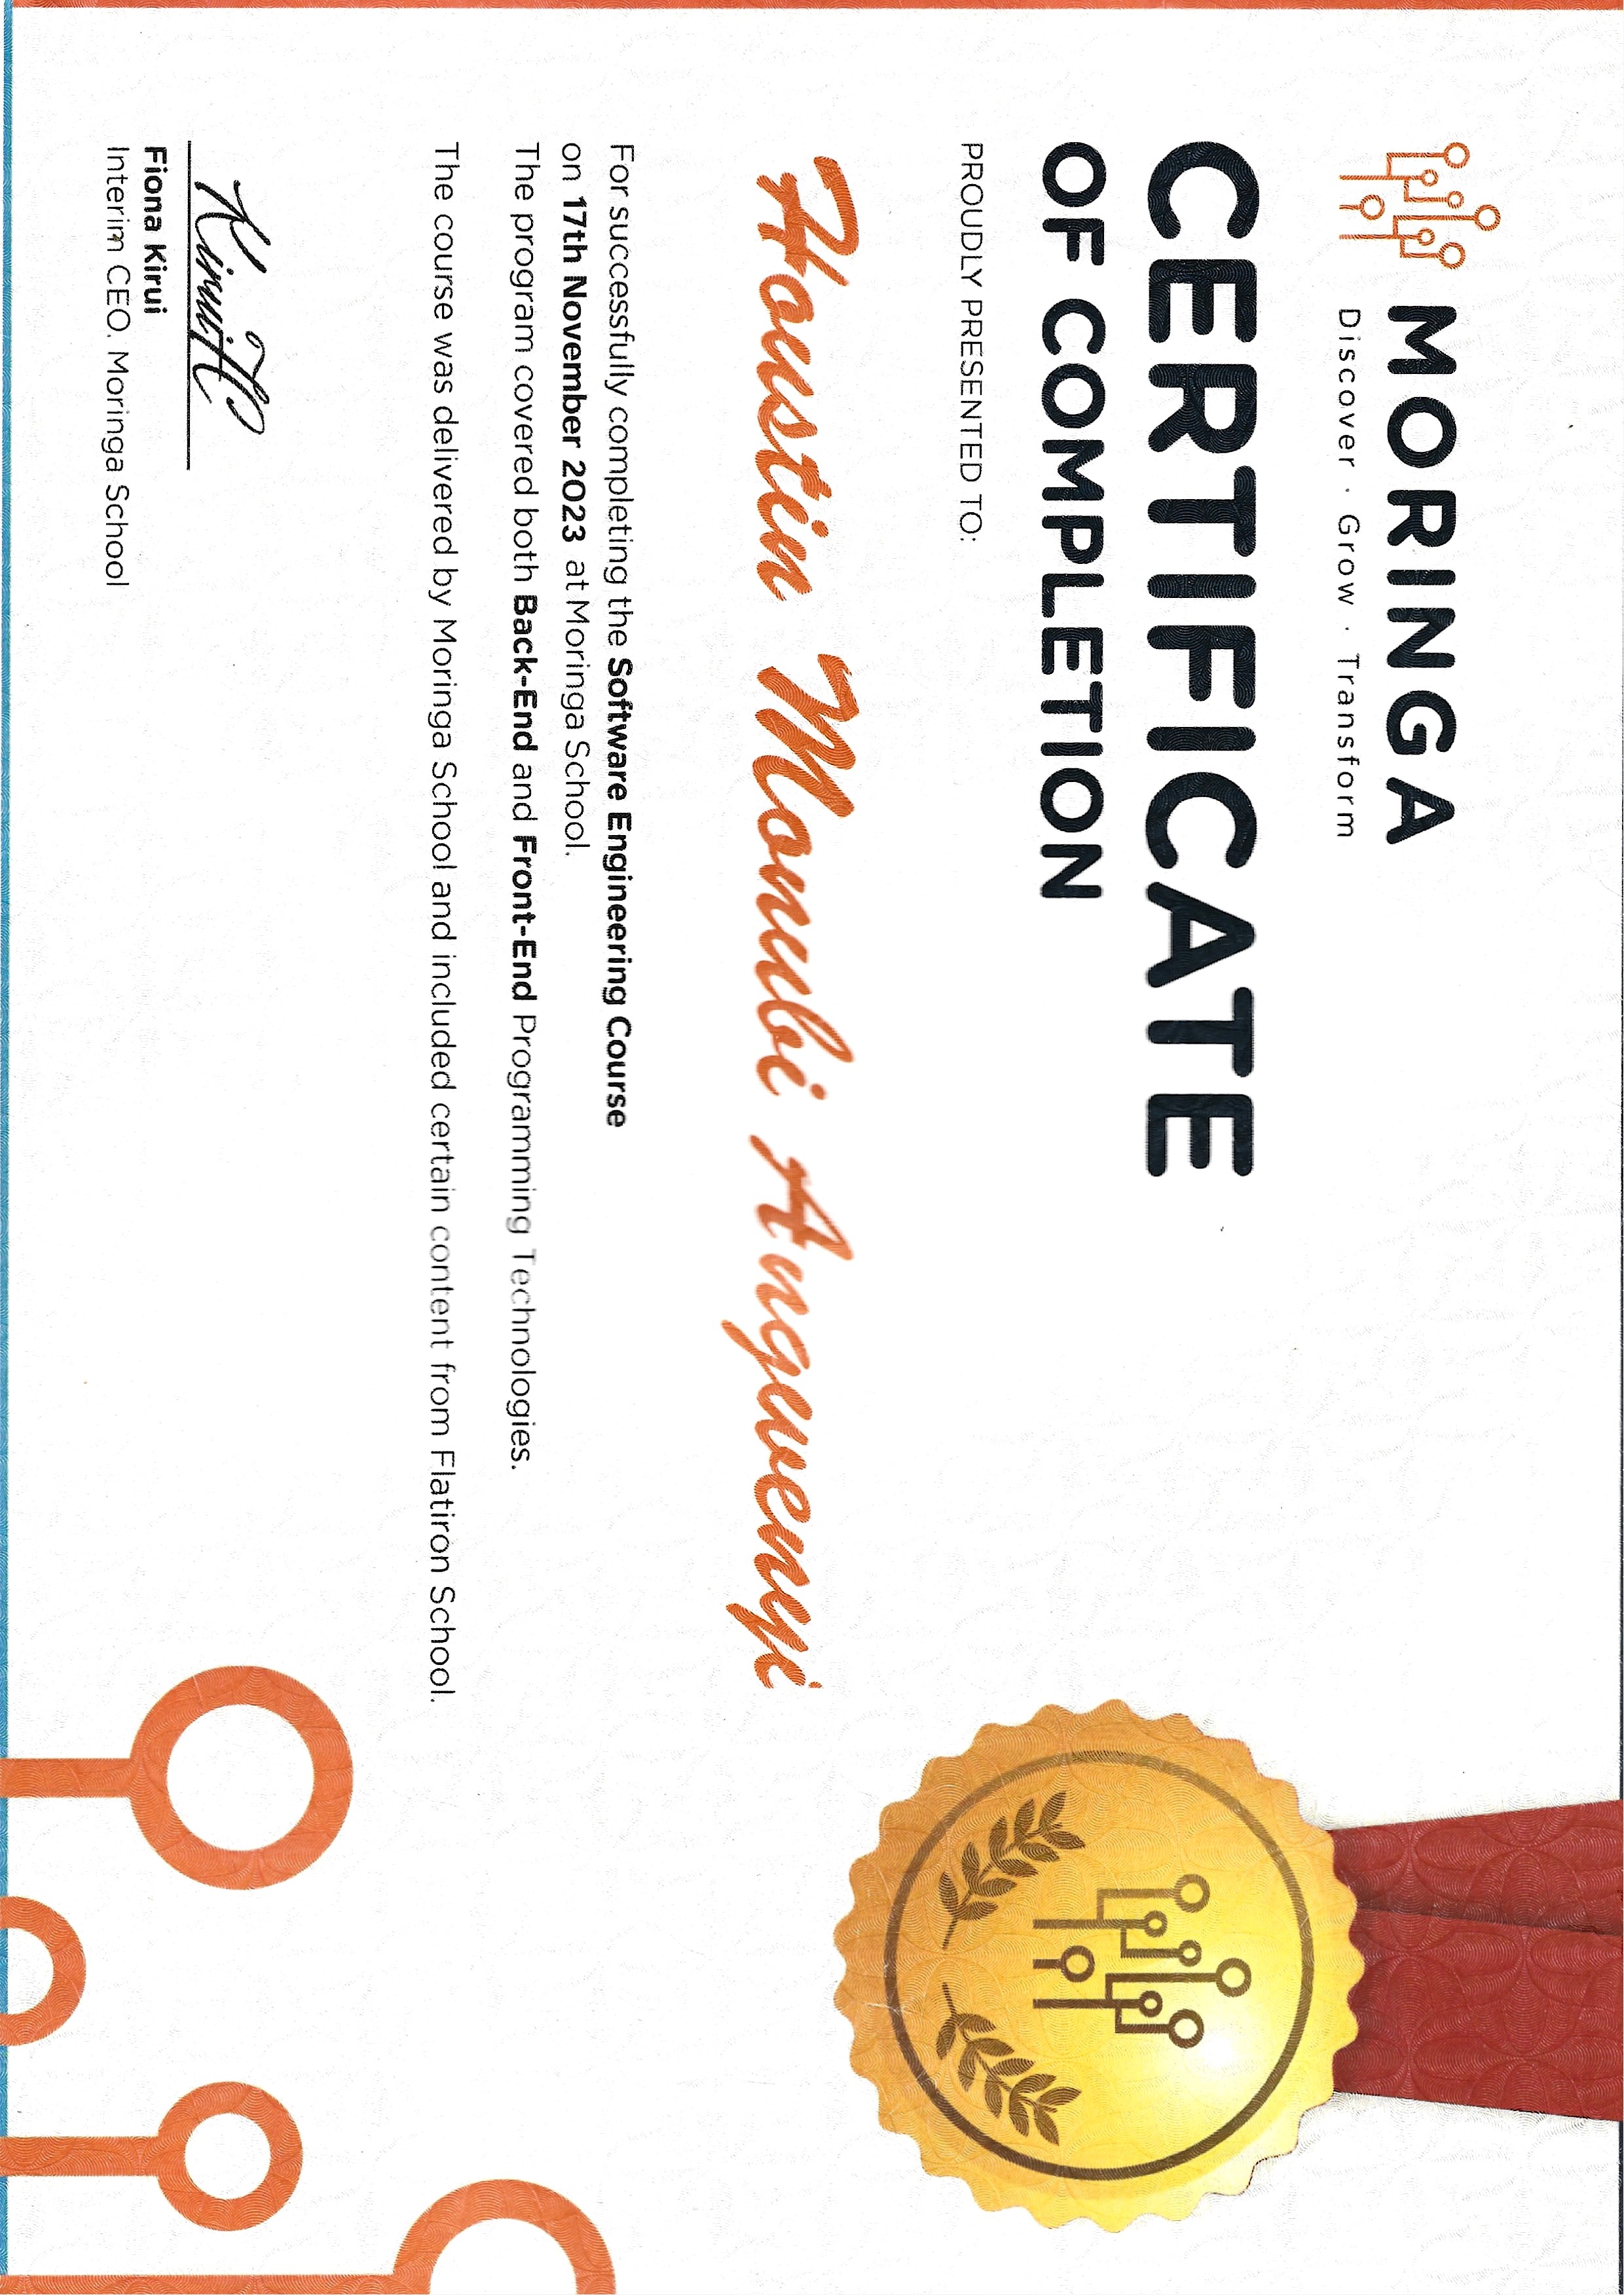 MORINGA
Discover · Grow · Transform
CERTIFICATE
OF COMPLETION
PROUDLY PRESENTED TO:
Houstin Monubi Angwenyi
For successfully completing the Software Engineering Course
on 17th November 2023 at Moringa School.
The program covered both Back-End and Front-End Programming Technologies.
The course was delivered by Moringa School and included certain content from Flatiron School.
KiruiFC
Fiona Kirui
Interim CEO. Moringa School